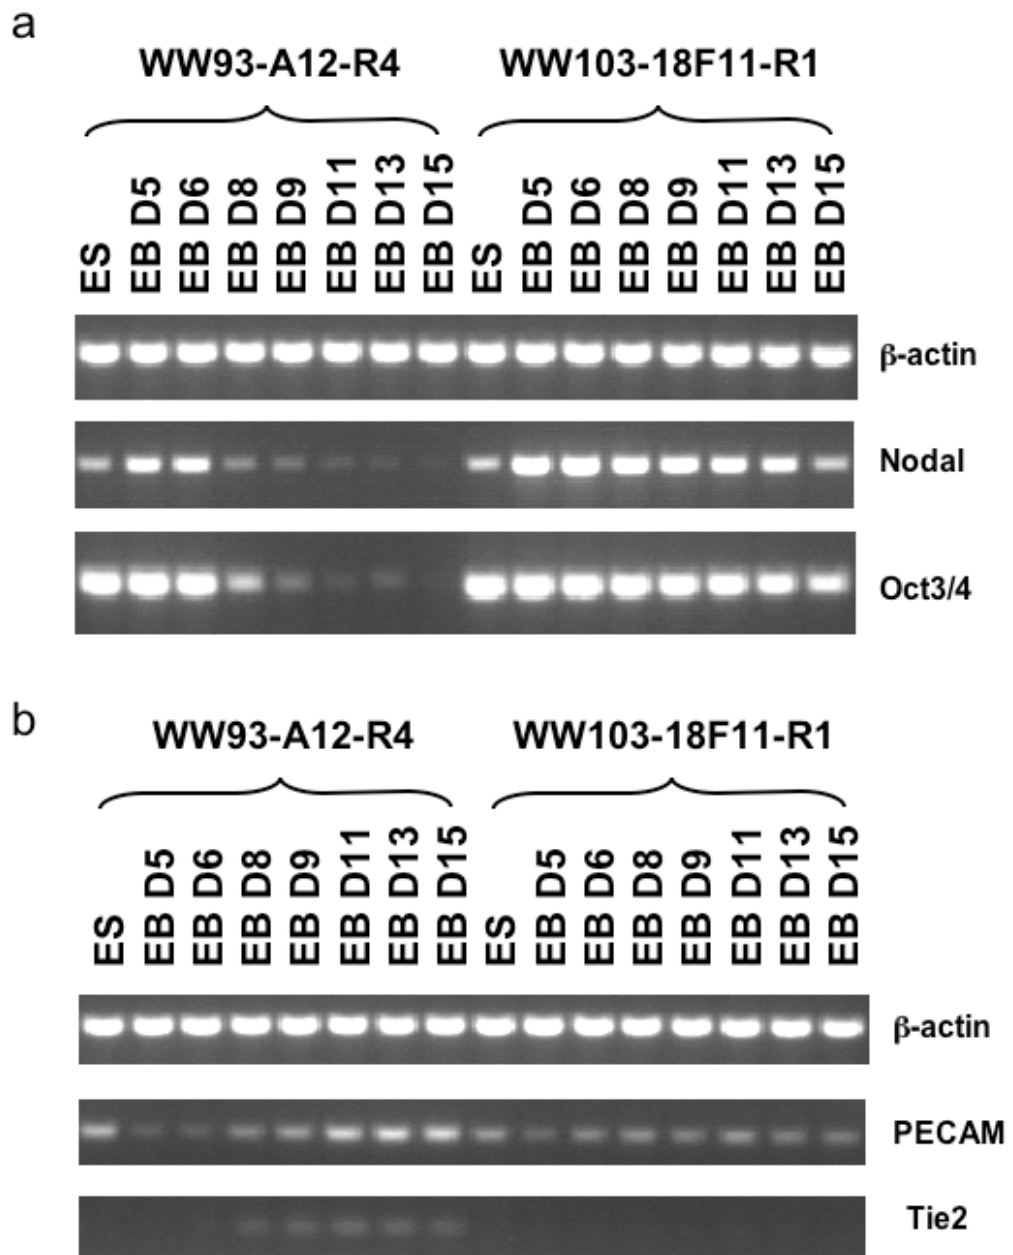 a
WW93-A12-R4 WW103-18F11-R1
ES EB D5 EB D6 EB D8 EB D9 EB D11 EB D13 EB D15 ES EB D5 EB D6 EB D8 EB D9 EB D11 EB D13 EB D15
β-actin
Nodal
Oct3/4
b
WW93-A12-R4 WW103-18F11-R1
ES EB D5 EB D6 EB D8 EB D9 EB D11 EB D13 EB D15 ES EB D5 EB D6 EB D8 EB D9 EB D11 EB D13 EB D15
β-actin
PECAM
Tie2